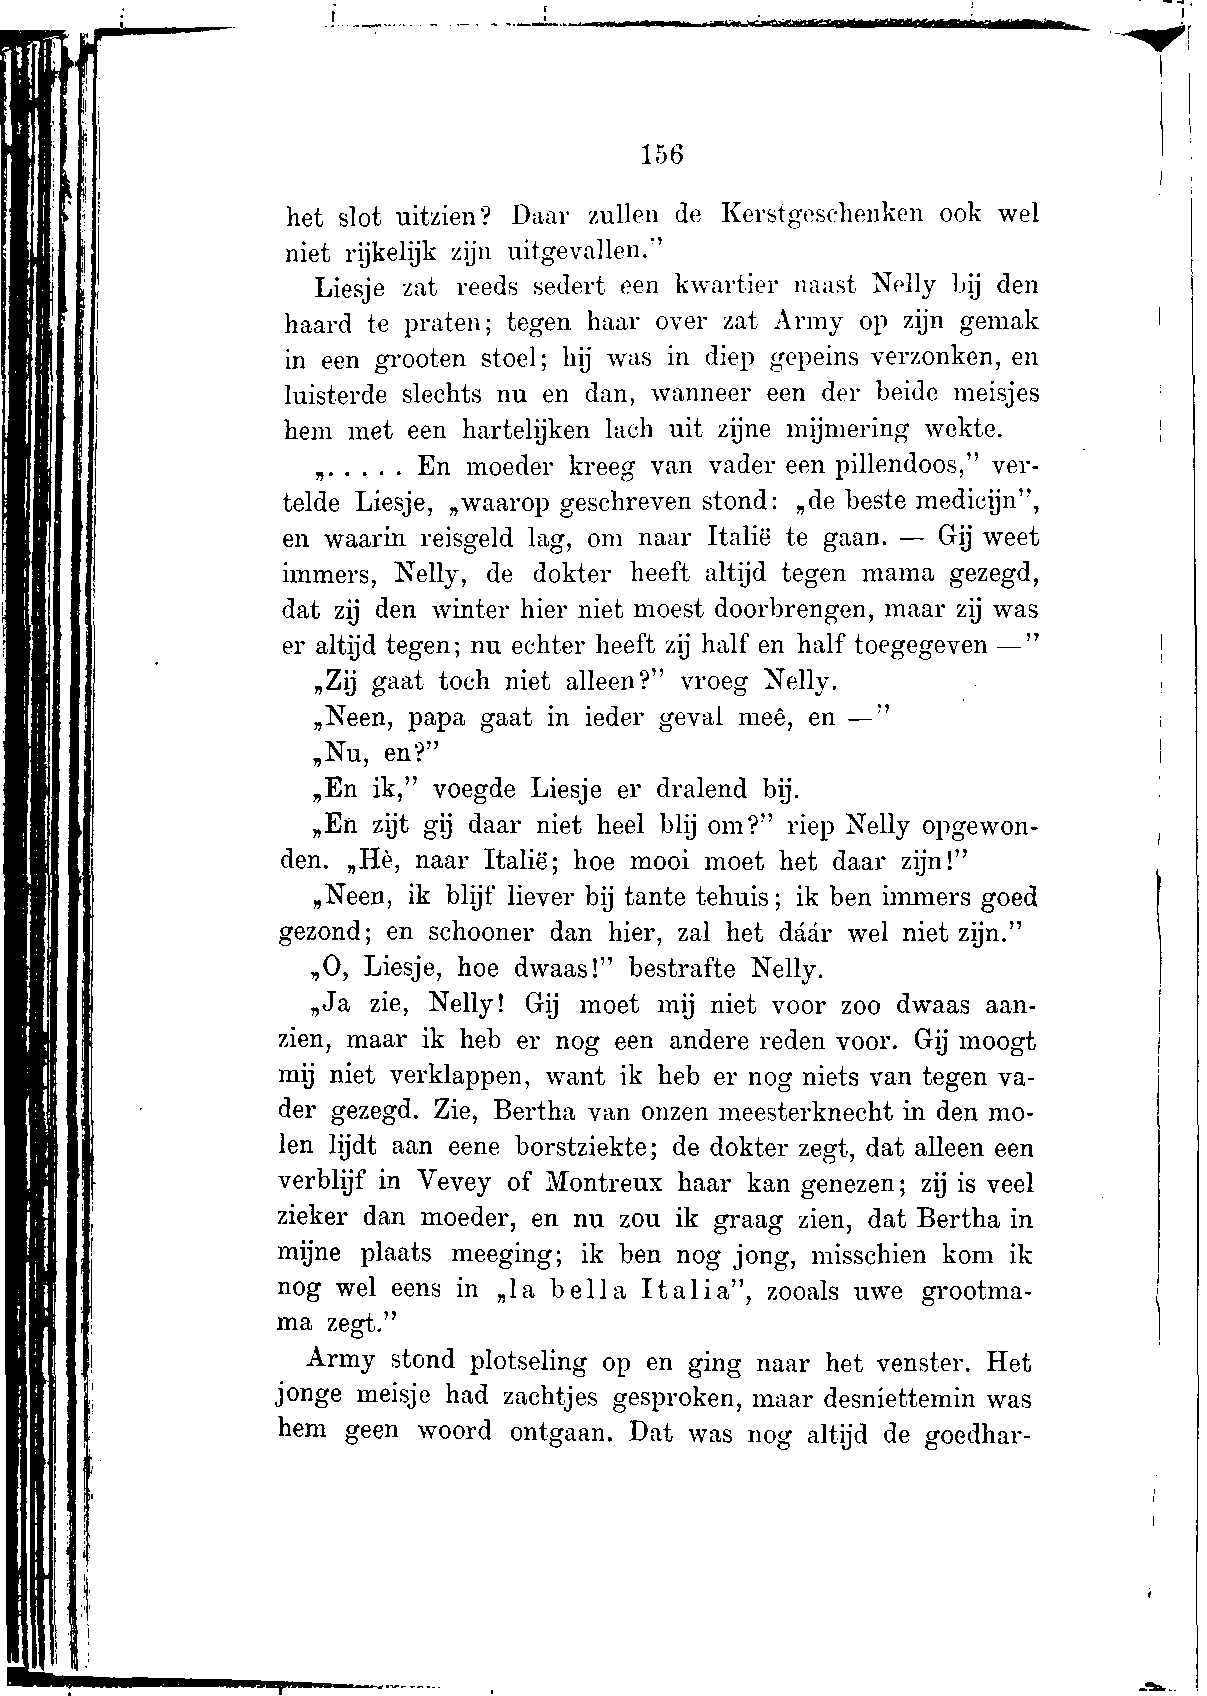 156
het slot uitzien? Daar zullen de Kerstgeschenken ook wel
niet rijkelijk zijn uitgevallen.”
Liesje zat reeds sedert een kwartier naast Nelly bij den
haard te praten; tegen haar over zat Army op zijn gemak
in een grooten stoel; hij was in diep gepeins verzonken, en
luisterde slechts nu en dan, wanneer een der beide meisjes
hem met een hartelijken lach uit zijne mijmering wekte.
„..... En moeder kreeg van vader een pillendoos,” ver-
telde Liesje, „waarop geschreven stond: „de beste medicijn”,
en waarin reisgeld lag, om naar Italië te gaan. — Gij weet
immers, Nelly, de dokter heeft altijd tegen mama gezegd,
dat zij den winter hier niet moest doorbrengen, maar zij was
er altijd tegen; nu echter heeft zij half en half toegegeven —”
„Zij gaat toch niet alleen?” vroeg Nelly.
„Neen, papa gaat in ieder geval meê, en —”
„Nu, en?”
„En ik,” voegde Liesje er dralend bij.
„En zijt gij daar niet heel blij om?” riep Nelly opgewon-
den. „Hè, naar Italië; hoe mooi moet het daar zijn!”
„Neen, ik blijf liever bij tante tehuis; ik ben immers goed
gezond; en schooner dan hier, zal het dáár wel niet zijn.”
„O, Liesje, hoe dwaas!” bestrafte Nelly.
„Ja zie, Nelly! Gij moet mij niet voor zoo dwaas aan-
zien, maar ik heb er nog een andere reden voor. Gij moogt
mij niet verklappen, want ik heb er nog niets van tegen va-
der gezegd. Zie, Bertha van onzen meesterknecht in den mo-
len lijdt aan eene borstziekte; de dokter zegt, dat alleen een
verblijf in Vevey of Montreux haar kan genezen; zij is veel
zieker dan moeder, en nu zou ik graag zien, dat Bertha in
mijne plaats meeging; ik ben nog jong, misschien kom ik
nog wel eens in „la bella Italia”, zooals uwe grootma-
ma zegt.”
Army stond plotseling op en ging naar het venster. Het
jonge meisje had zachtjes gesproken, maar desniettemin was
hem geen woord ontgaan. Dat was nog altijd de goedhar-